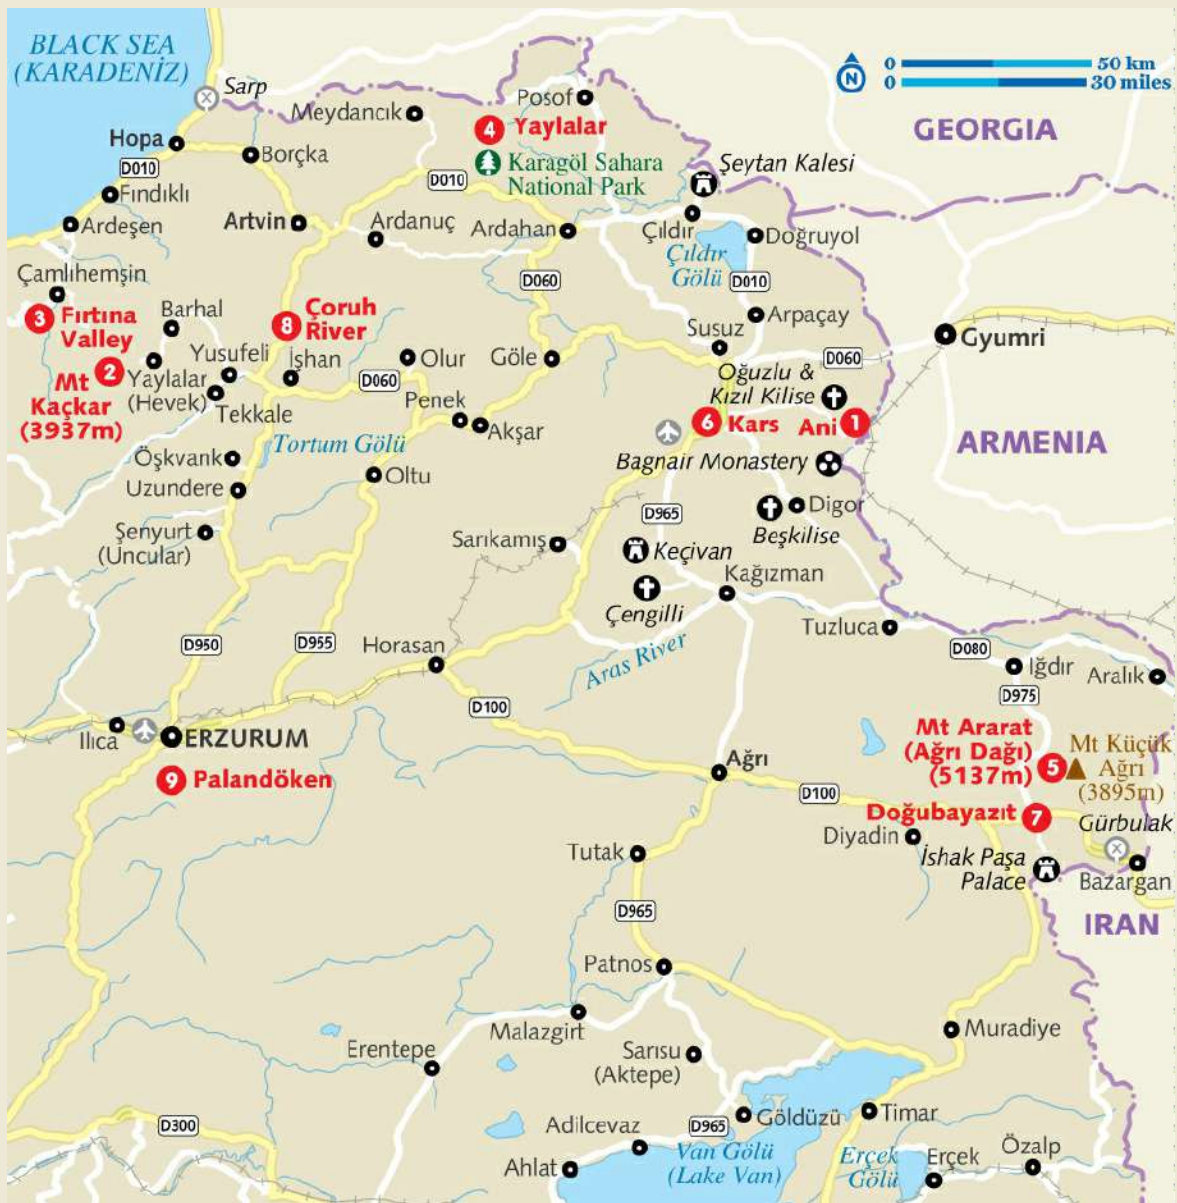 BLACK SEA
(KARADENİZ)
Sarp
0 50 km
N
0 30 miles
Posof
Meydancık
4 Yaylalar
GEORGIA
Hopa
Borçka
D010
Karagöl Sahara
National Park
Şeytan Kalesi
D010
Fındıklı
Ardeşen
Artvin
Ardanuç
Ardahan
Çıldır
Doğruyol
Çıldır
Gölü
Çamlıhemşin
D060
D010
3 Fırtına
Valley
Barhal
8 Çoruh
River
Arpaçay
Susuz
Gyumri
Yusufeli
İşhan
Olur
Göle
D060
2
Mt
Kaçkar
(3937m)
Yaylalar
(Hevek)
Tekkale
D060
Oğuzlu &
Kızıl Kilise
Penek
Akşar
6 Kars
Ani 1
ARMENIA
Tortum Gölü
Öşkvank
Bagnair Monastery
Uzundere
Oltu
Digor
D965
Beşkilise
Şenyurt
(Uncular)
Sarıkamış
Keçivan
Kağızman
Çengilli
Tuzluca
D950
D955
Horasan
Aras River
D080
Iğdır
Aralık
D975
D100
Ilıca
ERZURUM
Mt Ararat
(Ağrı Dağı)
(5137m) 5
Mt Küçük
Ağrı
(3895m)
Ağrı
9 Palandöken
D100
Doğubayazıt 7
Gürbulak
Diyadin
Tutak
İshak Paşa
Palace
Bazargan
D965
IRAN
Patnos
Malazgirt
Muradiye
Erentepe
Sarısu
(Aktepe)
D300
Adilcevaz
D965
Göldüzü
Timar
Ahlat
Van Gölü
(Lake Van)
Erçek
Gölü
Erçek
Özalp